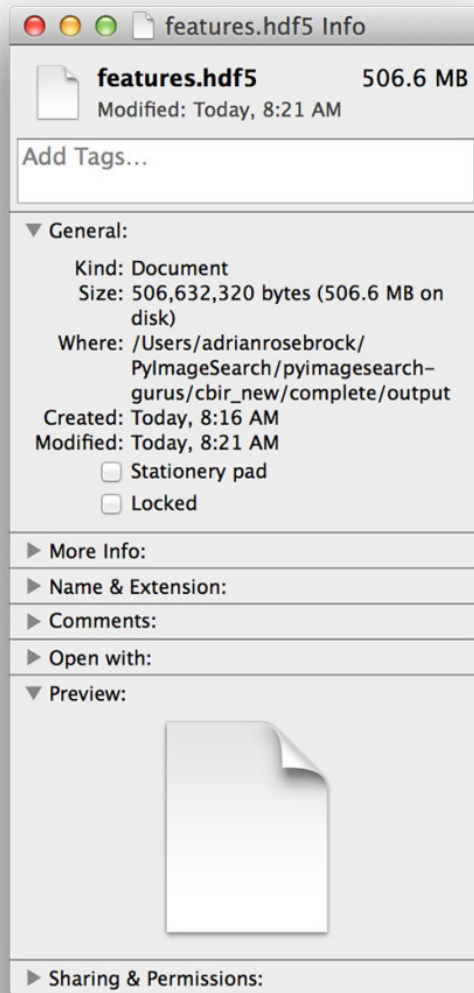 features.hdf5 Info
features.hdf5 506.6 MB
Modified: Today, 8:21 AM
Add Tags...
General:
Kind: Document
Size: 506,632,320 bytes (506.6 MB on
disk)
Where: /Users/adrianrosebrock/
PyImageSearch/pyimagesearch-
gurus/cbir_new/complete/output
Created: Today, 8:16 AM
Modified: Today, 8:21 AM
Stationery pad
Locked
More Info:
Name & Extension:
Comments:
Open with:
Preview:
Sharing & Permissions: